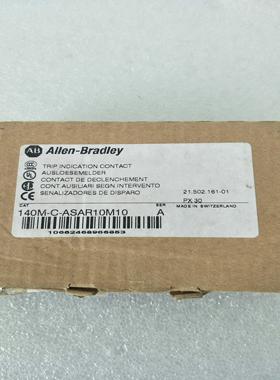 AB Allen-Bradley
TRIP INDICATION CONTACT
AUSLOESEMELDER
CONTACT DE DECLENCHEMENT
CONT. AUSILIARI SEGN INTERVENTO
SENALIZADORES DE DISPARO
21.502.161-01
PX 30
CAT 140M-C-ASAR10M10 SER A MADE IN SWITZERLAND
10662468966853